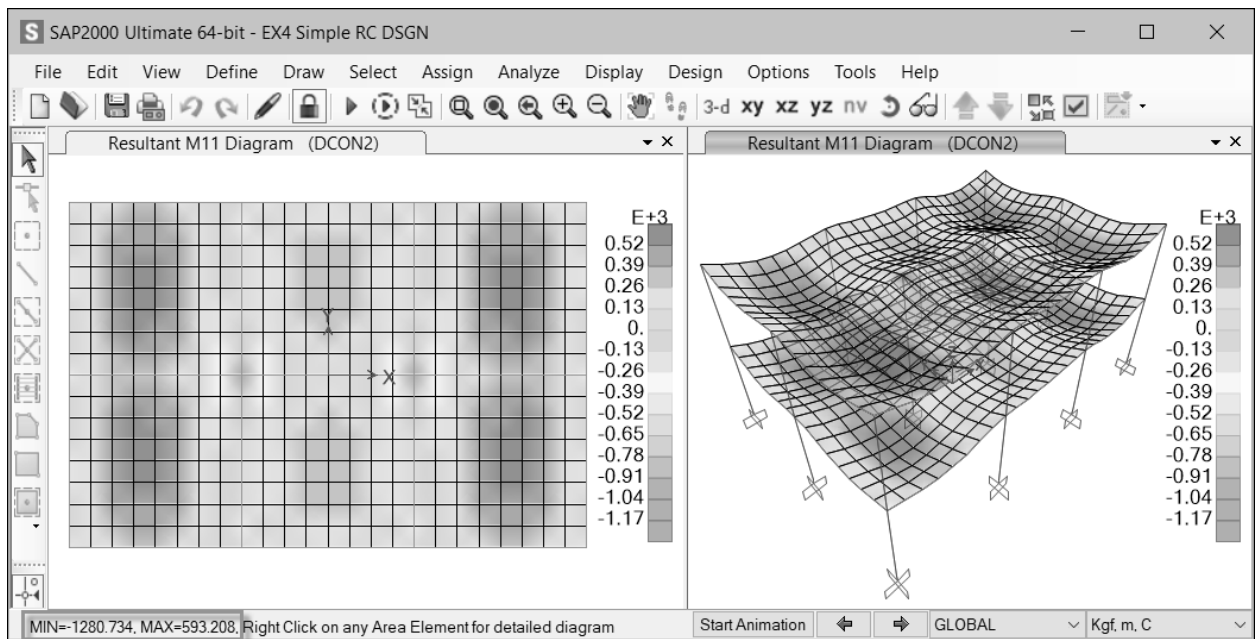 S SAP2000 Ultimate 64-bit - EX4 Simple RC DSGN
File Edit View Define Draw Select Assign Analyze Display Design Options Tools Help
3-d xy xz yz nv
Resultant M11 Diagram (DCON2)
E+3
0.52
0.39
0.26
0.13
0.
-0.13
-0.26
-0.39
-0.52
-0.65
-0.78
-0.91
-1.04
-1.17
Y
X
Resultant M11 Diagram (DCON2)
E+3
0.52
0.39
0.26
0.13
0.
-0.13
-0.26
-0.39
-0.52
-0.65
-0.78
-0.91
-1.04
-1.17
MIN=-1280.734, MAX=593.208, Right Click on any Area Element for detailed diagram
Start Animation GLOBAL Kgf, m, C